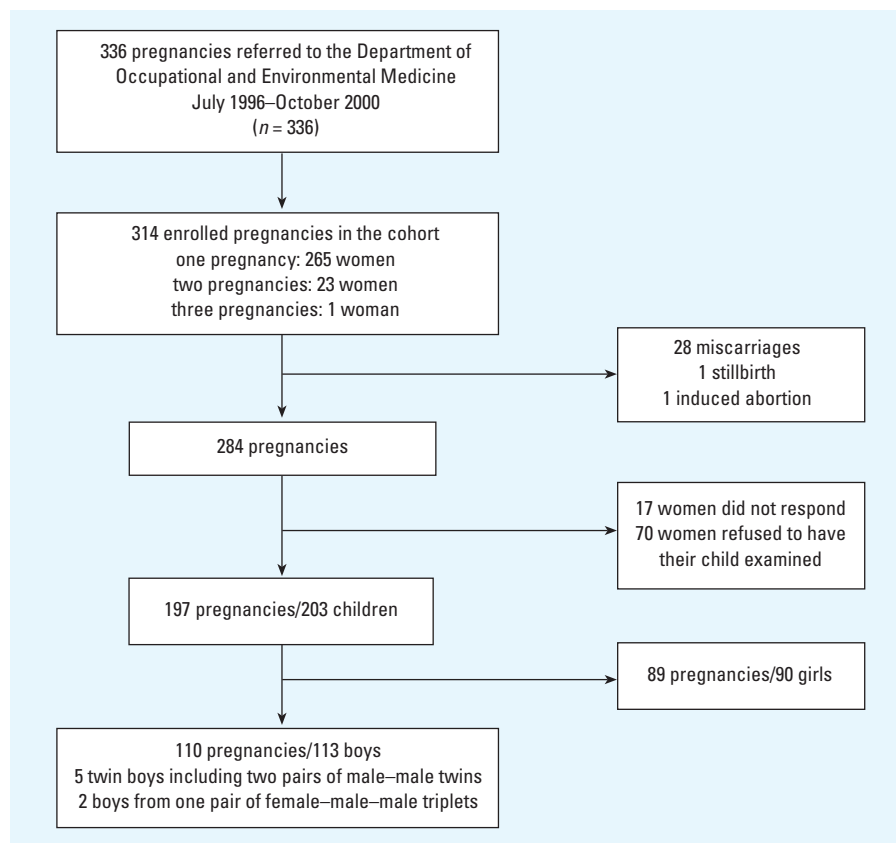 336 pregnancies referred to the Department of
Occupational and Environmental Medicine
July 1996–October 2000
(n = 336)
314 enrolled pregnancies in the cohort
one pregnancy: 265 women
two pregnancies: 23 women
three pregnancies: 1 woman
28 miscarriages
1 stillbirth
1 induced abortion
284 pregnancies
17 women did not respond
70 women refused to have
their child examined
197 pregnancies/203 children
89 pregnancies/90 girls
110 pregnancies/113 boys
5 twin boys including two pairs of male–male twins
2 boys from one pair of female–male–male triplets